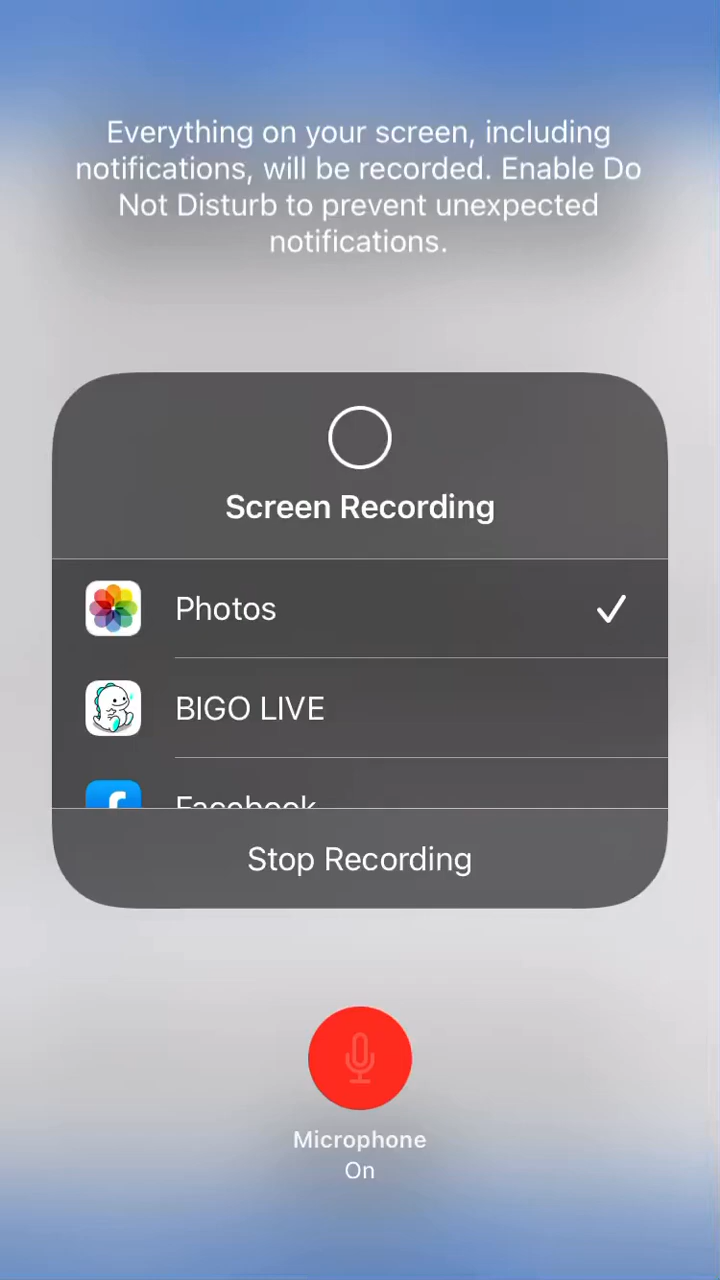 Everything on your screen, including
notifications, will be recorded. Enable Do
Not Disturb to prevent unexpected
notifications.
Screen Recording
Photos
BIGO LIVE
Facebook
Stop Recording
Microphone
On